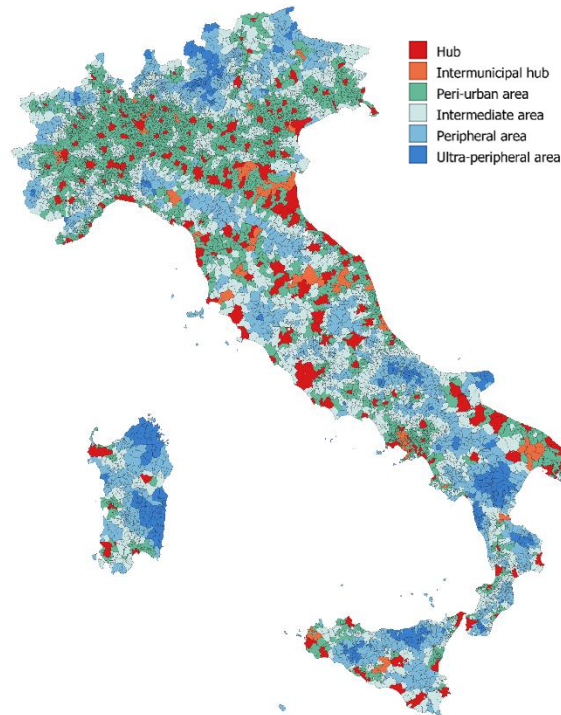 Hub
Intermunicipal hub
Peri-urban area
Intermediate area
Peripheral area
Ultra-peripheral area